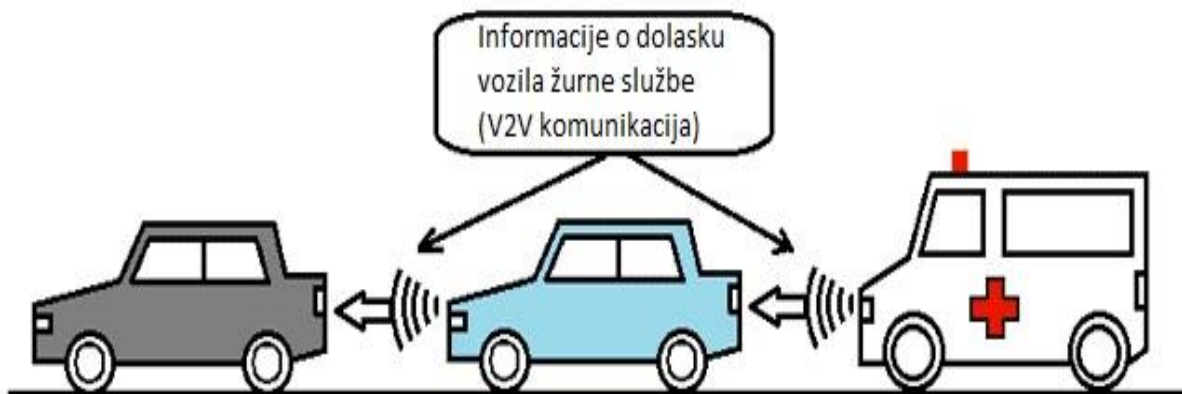 Informacije o dolasku
vozila žurne službe
(V2V komunikacija)